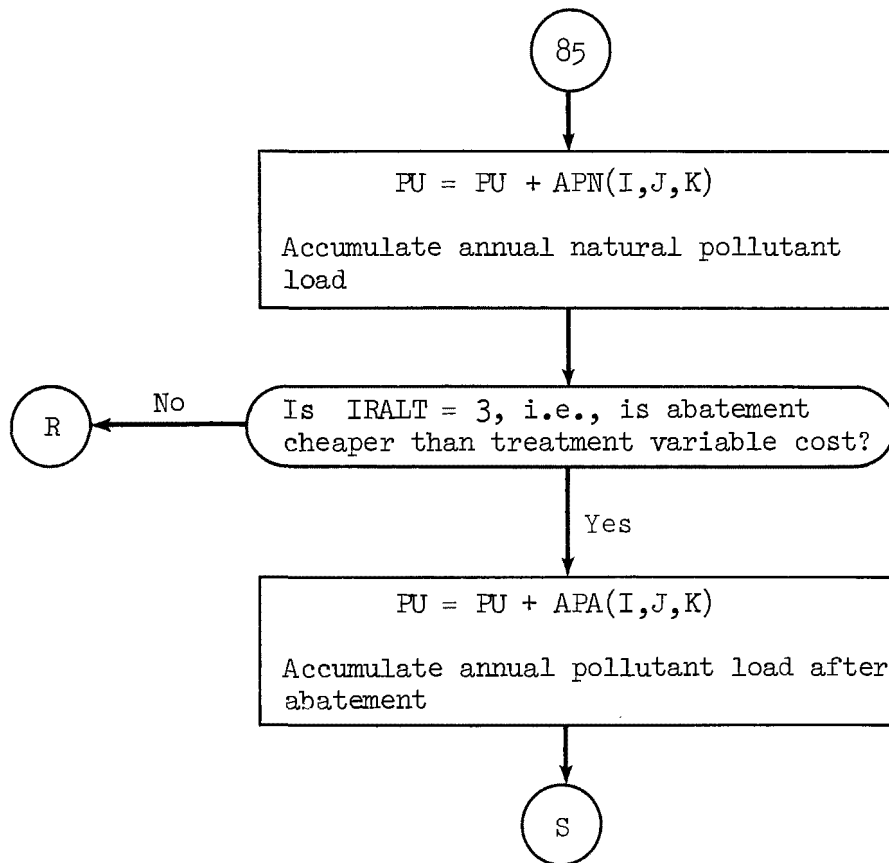 85
PU = PU + APN(I,J,K)
Accumulate annual natural pollutant
load
No
R
Is IRALT = 3, i.e., is abatement
cheaper than treatment variable cost?
Yes
PU = PU + APA(I,J,K)
Accumulate annual pollutant load after
abatement
S